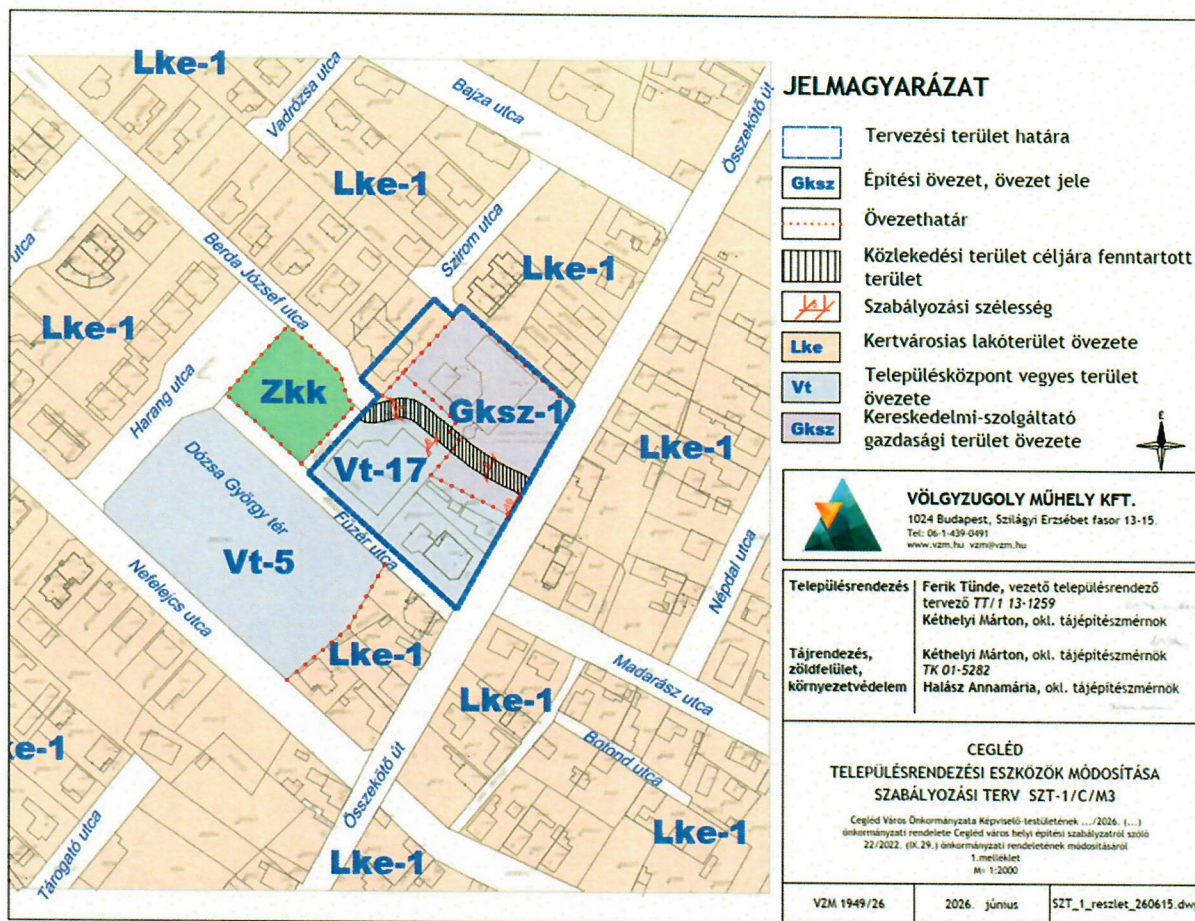 Lke-1
Vadrózsa utca
Bajza utca
Összekötő út
Lke-1
Szirom utca
Berda József utca
utca
Lke-1
Lke-1
Harang utca
Zkk
Gksz-1
Lke-1
Vt-17
Dózsa György tér
Füzér utca
Vt-5
Nefelejcs utca
Népdal utca
Lke-1
Madarász utca
Lke-1
Botond utca
ke-1
Összekötő út
Lke-1
Lke-1
Tárogató utca
JELMAGYARÁZAT
Tervezési terület határa
Gksz Építési övezet, övezet jele
Övezethatár
Közlekedési terület céljára fenntartott
terület
Szabályozási szélesség
Lke Kertvárosias lakóterület övezete
Vt Településközpont vegyes terület
övezete
Gksz Kereskedelmi-szolgáltató
gazdasági terület övezete
É
VÖLGYZUGOLY MŰHELY KFT.
1024 Budapest, Szilágyi Erzsébet fasor 13-15.
Tel: 06-1-439-0491
www.vzm.hu vzm@vzm.hu
Településrendezés Ferik Tünde, vezető településrendező
tervező TT/1 13-1259
Kéthelyi Márton, okl. tájépítészmérnök
Tájrendezés, Kéthelyi Márton, okl. tájépítészmérnök
zöldfelület, TK 01-5282
környezetvédelem Halász Annamária, okl. tájépítészmérnök
CEGLÉD
TELEPÜLÉSRENDEZÉSI ESZKÖZÖK MÓDOSÍTÁSA
SZABÁLYOZÁSI TERV SZT-1/C/M3
Cegléd Város Önkormányzata Képviselő-testületének .../2026. (...)
önkormányzati rendelete Cegléd város helyi építési szabályzatról szóló
22/2022. (IX.29.) önkormányzati rendeletének módosításáról
1.melléklet
M= 1:2000
VZM 1949/26 2026. június SZT_1_reszlet_260615.dw